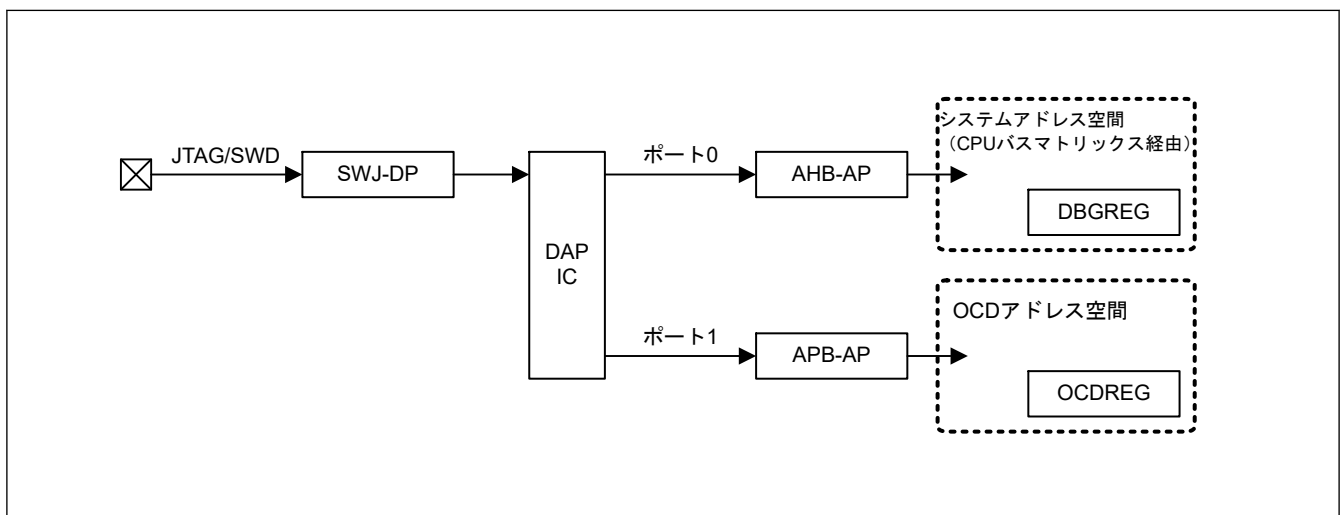 JTAG/SWD
SWJ-DP
DAP
IC
ポート0
AHB-AP
システムアドレス空間
（CPUバスマトリックス経由）
DBGREG
ポート1
APB-AP
OCDアドレス空間
OCDREG